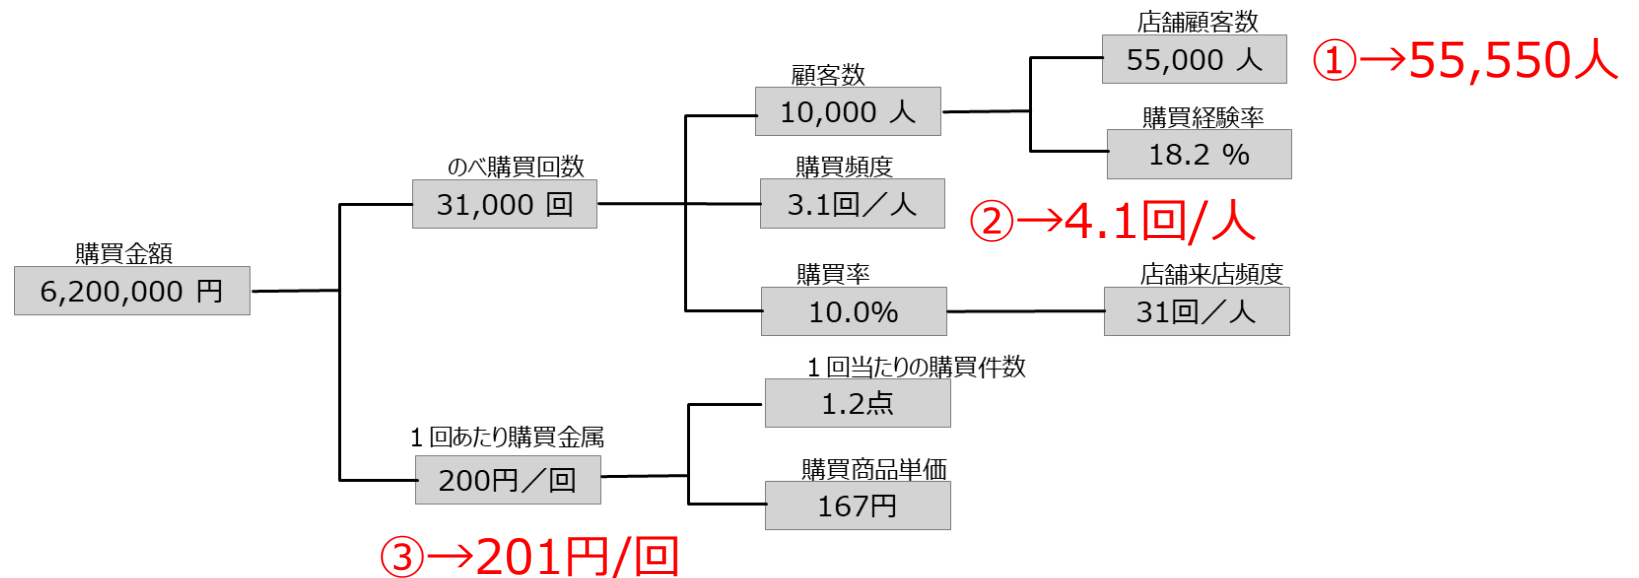 店舗顧客数
55,000 人
①→55,550人
顧客数
10,000 人
購買経験率
18.2 %
のべ購買回数
31,000 回
購買頻度
3.1回／人
②→4.1回/人
購買金額
6,200,000 円
購買率
10.0%
店舗来店頻度
31回／人
１回当たりの購買件数
1.2点
１回あたり購買金属
200円／回
購買商品単価
167円
③→201円/回